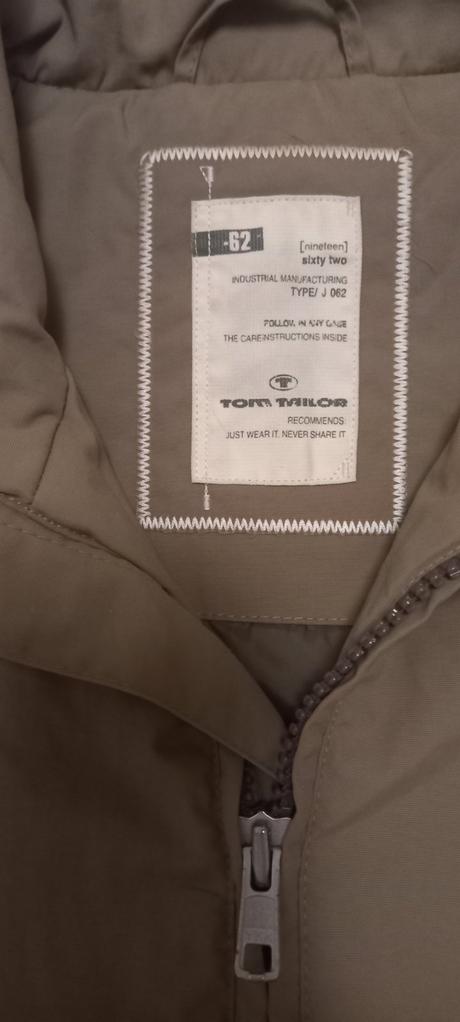 -62
[nineteen]
sixty two
INDUSTRIAL MANUFACTURING
TYPE/ J 062
FOLLOW IN ANY CASE
THE CAREINSTRUCTIONS INSIDE
T
TOM TAILOR
RECOMMENDS:
JUST WEAR IT. NEVER SHARE IT